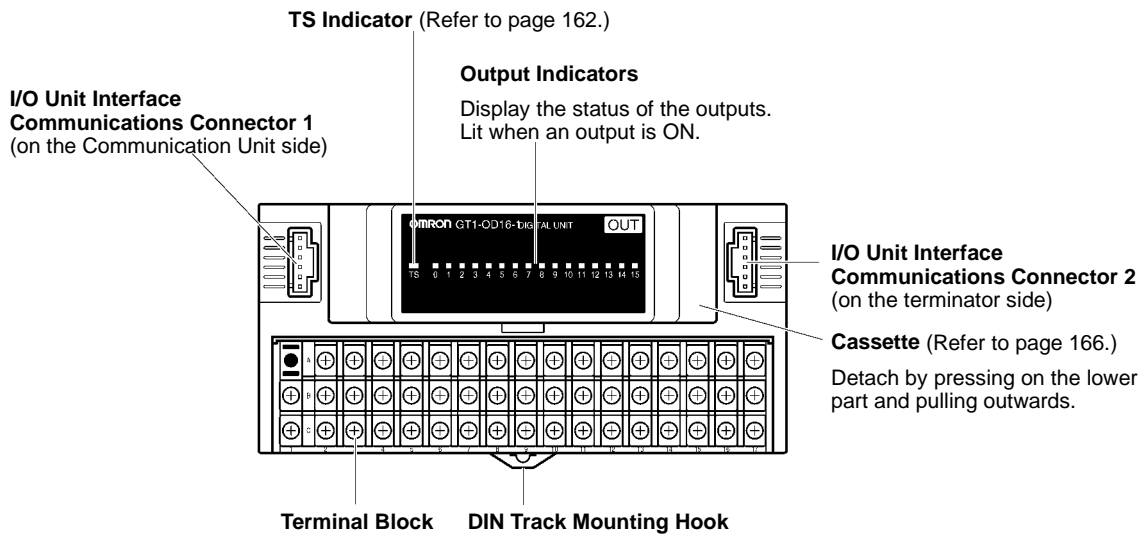 TS Indicator (Refer to page 162.)
Output Indicators
Display the status of the outputs.
Lit when an output is ON.
I/O Unit Interface
Communications Connector 1
(on the Communication Unit side)
OMRON GT1-OD16-1 DIGITAL UNIT OUT
TS 0 1 2 3 4 5 6 7 8 9 10 11 12 13 14 15
I/O Unit Interface
Communications Connector 2
(on the terminator side)
Cassette (Refer to page 166.)
Detach by pressing on the lower
part and pulling outwards.
A
B
C
1 2 4 5 6 7 8 9 10 11 12 13 14 15 16 17
Terminal Block DIN Track Mounting Hook